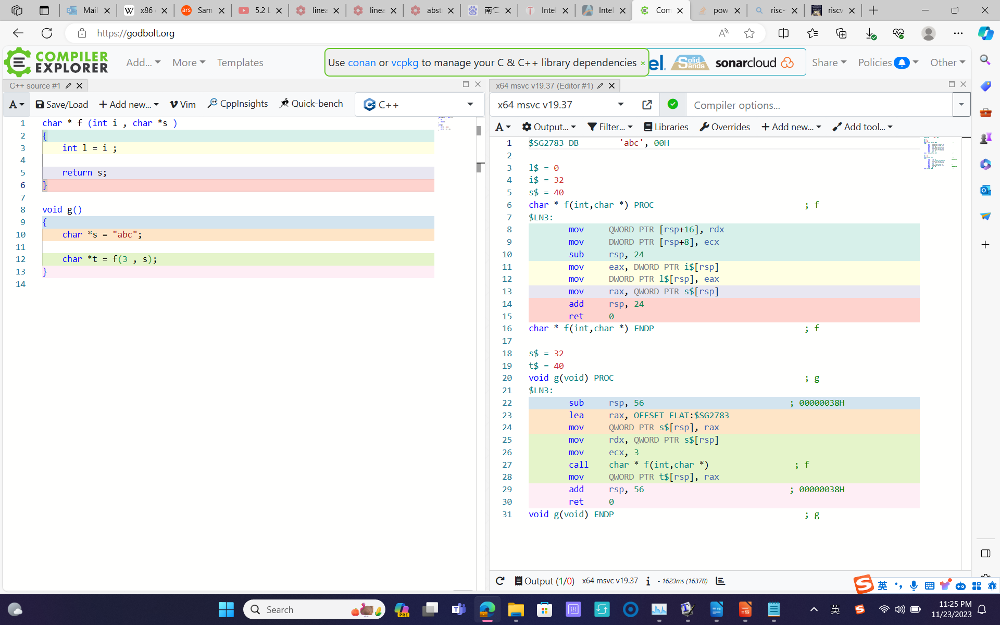 Mail
x86
ars Sam
5.2 L
linea
linea
abst
南仁
Intel
Intel
Com
pow
risc-
riscv
https://godbolt.org
COMPILER
EXPLORER
Add...
More
Templates
Use conan or vcpkg to manage your C & C++ library dependencies ×
el.
Solid Sands
sonarcloud
Share
Policies
Other
C++ source #1
A
Save/Load
Add new...
Vim
CppInsights
Quick-bench
C++
1 char * f (int i , char *s )
2 {
3 int l = i ;
4
5 return s;
6 }
7
8 void g()
9 {
10 char *s = "abc";
11
12 char *t = f(3 , s);
13 }
14
x64 msvc v19.37 (Editor #1)
x64 msvc v19.37
Compiler options...
A
Output...
Filter...
Libraries
Overrides
Add new...
Add tool...
1 $SG2783 DB 'abc', 00H
2
3 l$ = 0
4 i$ = 32
5 s$ = 40
6 char * f(int,char *) PROC ; f
7 $LN3:
8 mov QWORD PTR [rsp+16], rdx
9 mov DWORD PTR [rsp+8], ecx
10 sub rsp, 24
11 mov eax, DWORD PTR i$[rsp]
12 mov DWORD PTR l$[rsp], eax
13 mov rax, QWORD PTR s$[rsp]
14 add rsp, 24
15 ret 0
16 char * f(int,char *) ENDP ; f
17
18 s$ = 32
19 t$ = 40
20 void g(void) PROC ; g
21 $LN3:
22 sub rsp, 56 ; 00000038H
23 lea rax, OFFSET FLAT:$SG2783
24 mov QWORD PTR s$[rsp], rax
25 mov rdx, QWORD PTR s$[rsp]
26 mov ecx, 3
27 call char * f(int,char *) ; f
28 mov QWORD PTR t$[rsp], rax
29 add rsp, 56 ; 00000038H
30 ret 0
31 void g(void) ENDP ; g
Output (1/0) x64 msvc v19.37 i - 1623ms (1637B)
英
Search
PRE
英
11:25 PM
11/23/2023